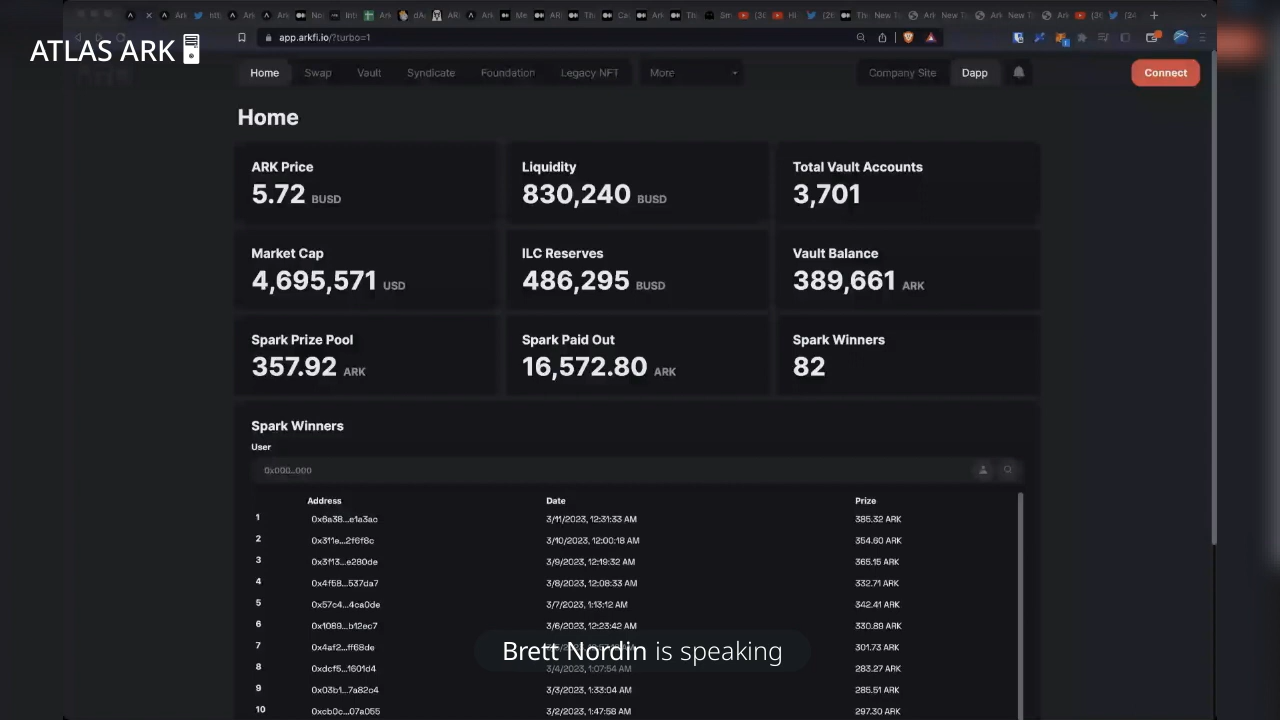 app.arkfi.io/?turbo=1
ATLAS ARK
Home Swap Vault Syndicate Foundation Legacy NFT More Company Site Dapp Connect
Home
ARK Price Liquidity Total Vault Accounts
5.72 BUSD 830,240 BUSD 3,701
Market Cap ILC Reserves Vault Balance
4,695,571 USD 486,295 BUSD 389,661 ARK
Spark Prize Pool Spark Paid Out Spark Winners
357.92 ARK 16,572.80 ARK 82
Spark Winners
User
0x000...000
Address Date Prize
1 0x6a38...e1a3ac 3/11/2023, 12:31:33 AM 385.32 ARK
2 0x311e...2f6f8c 3/10/2023, 12:00:18 AM 354.60 ARK
3 0x3f13...e280de 3/9/2023, 12:19:32 AM 365.15 ARK
4 0x4f58...537da7 3/8/2023, 12:08:33 AM 332.71 ARK
5 0x57c4...4ca0de 3/7/2023, 1:13:12 AM 342.41 ARK
6 0x1089...b12ec7 3/6/2023, 12:23:42 AM 330.89 ARK
7 0x4af2...ff68de 301.73 ARK
Brett Nordin is speaking
8 0xdcf5...1601d4 3/4/2023, 1:07:54 AM 283.27 ARK
9 0x03b1...7a82c4 3/3/2023, 1:33:04 AM 285.51 ARK
10 0xcb0c...07a055 3/2/2023, 1:47:58 AM 297.30 ARK